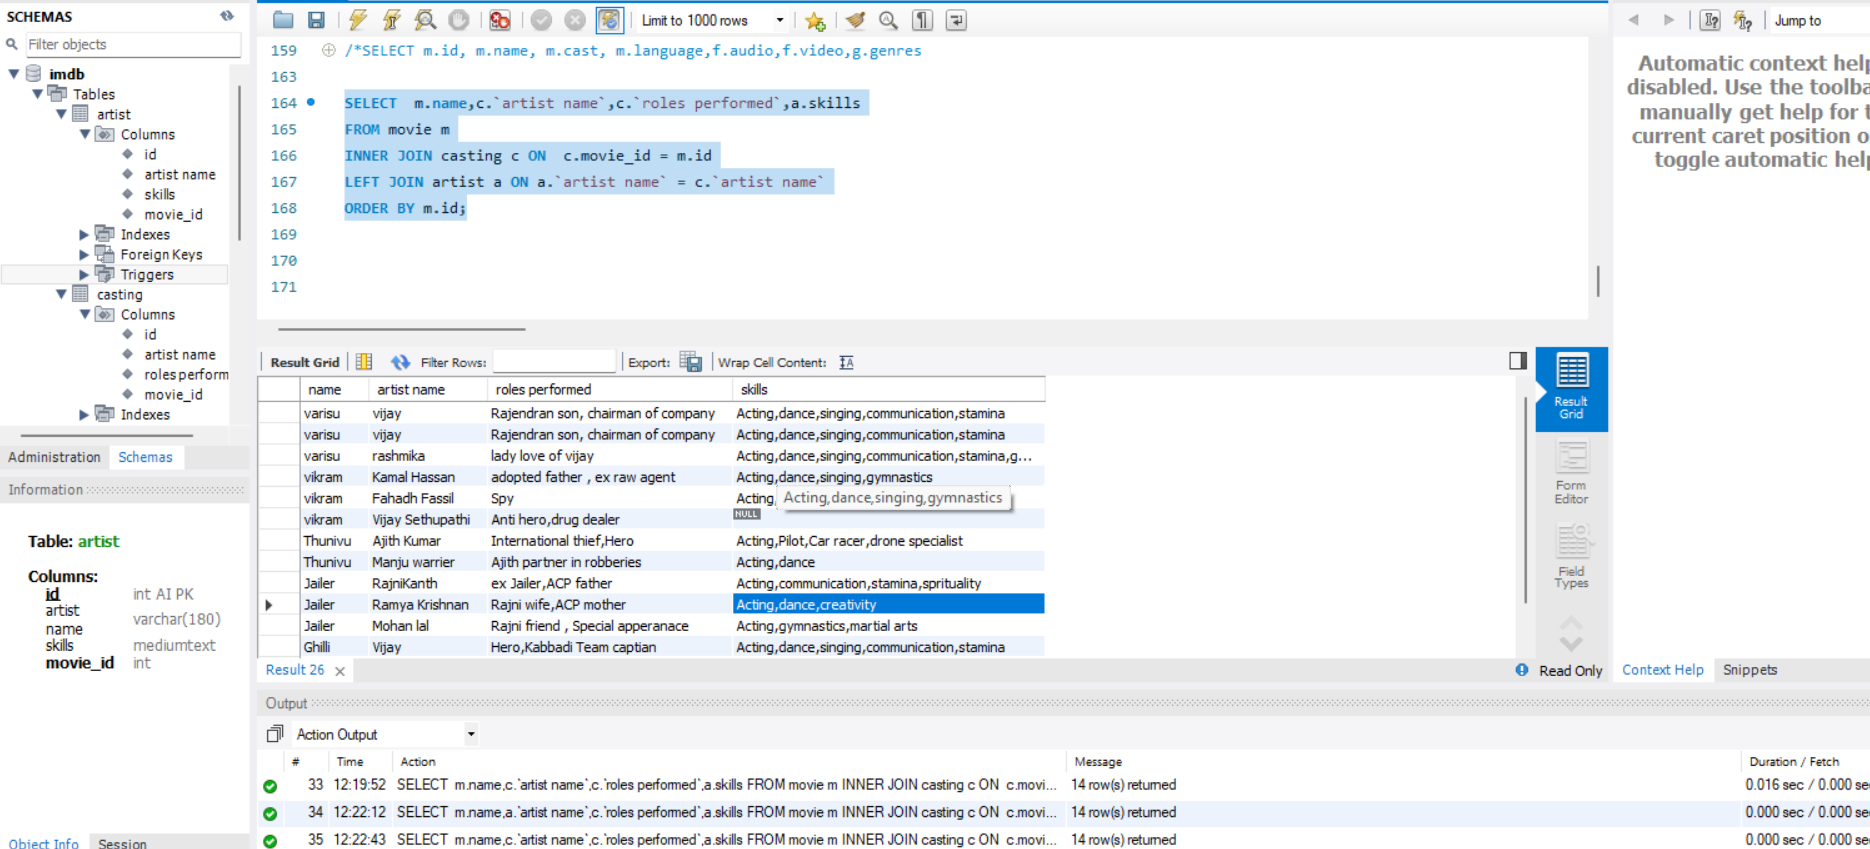 SCHEMAS
Filter objects
imdb
Tables
artist
Columns
id
artist name
skills
movie_id
Indexes
Foreign Keys
Triggers
casting
Columns
id
artist name
roles perform
movie_id
Indexes
Administration Schemas
Information
Table: artist
Columns:
id int AI PK
artist name varchar(180)
skills mediumtext
movie_id int
Object Info Session
Limit to 1000 rows
159 /*SELECT m.id, m.name, m.cast, m.language,f.audio,f.video,g.genres
163
164 SELECT  m.name,c.`artist name`,c.`roles performed`,a.skills
165 FROM movie m
166 INNER JOIN casting c ON  c.movie_id = m.id
167 LEFT JOIN artist a ON a.`artist name` = c.`artist name`
168 ORDER BY m.id;
169
170
171
Result Grid Filter Rows: Export: Wrap Cell Content:
name artist name roles performed skills
varisu vijay Rajendran son, chairman of company Acting,dance,singing,communication,stamina
varisu vijay Rajendran son, chairman of company Acting,dance,singing,communication,stamina
varisu rashmika lady love of vijay Acting,dance,singing,communication,stamina,g...
vikram Kamal Hassan adopted father , ex raw agent Acting,dance,singing,gymnastics
vikram Fahadh Fassil Spy Acting, Acting,dance,singing,gymnastics
vikram Vijay Sethupathi Anti hero,drug dealer NULL
Thunivu Ajith Kumar International thief,Hero Acting,Pilot,Car racer,drone specialist
Thunivu Manju warrier Ajith partner in robberies Acting,dance
Jailer RajniKanth ex Jailer,ACP father Acting,communication,stamina,sprituality
Jailer Ramya Krishnan Rajni wife,ACP mother Acting,dance,creativity
Jailer Mohan lal Rajni friend , Special apperanace Acting,gymnastics,martial arts
Ghilli Vijay Hero,Kabbadi Team captian Acting,dance,singing,communication,stamina
Result 26
Result Grid
Form Editor
Field Types
Read Only
Jump to
Automatic context help
disabled. Use the toolba
manually get help for t
current caret position o
toggle automatic help
Context Help Snippets
Output
Action Output
# Time Action Message Duration / Fetch
33 12:19:52 SELECT  m.name,c.`artist name`,c.`roles performed`,a.skills FROM movie m INNER JOIN casting c ON  c.movi... 14 row(s) returned 0.016 sec / 0.000 se
34 12:22:12 SELECT  m.name,a.`artist name`,c.`roles performed`,a.skills FROM movie m INNER JOIN casting c ON  c.movi... 14 row(s) returned 0.000 sec / 0.000 se
35 12:22:43 SELECT  m.name,c.`artist name`,c.`roles performed`,a.skills FROM movie m INNER JOIN casting c ON  c.movi... 14 row(s) returned 0.000 sec / 0.000 se